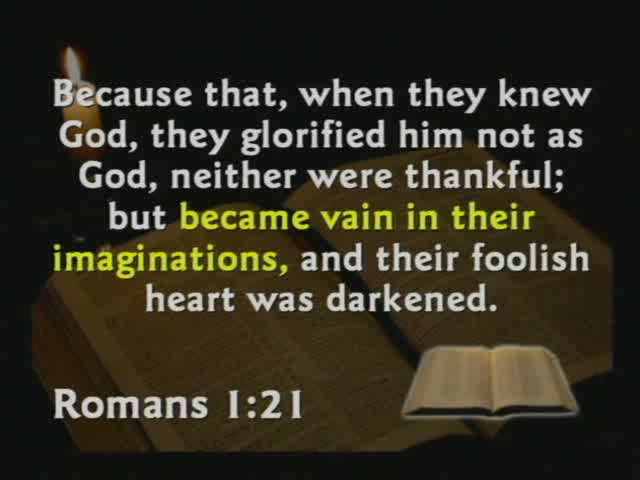 Because that, when they knew
God, they glorified him not as
God, neither were thankful;
but became vain in their
imaginations, and their foolish
heart was darkened.
Romans 1:21